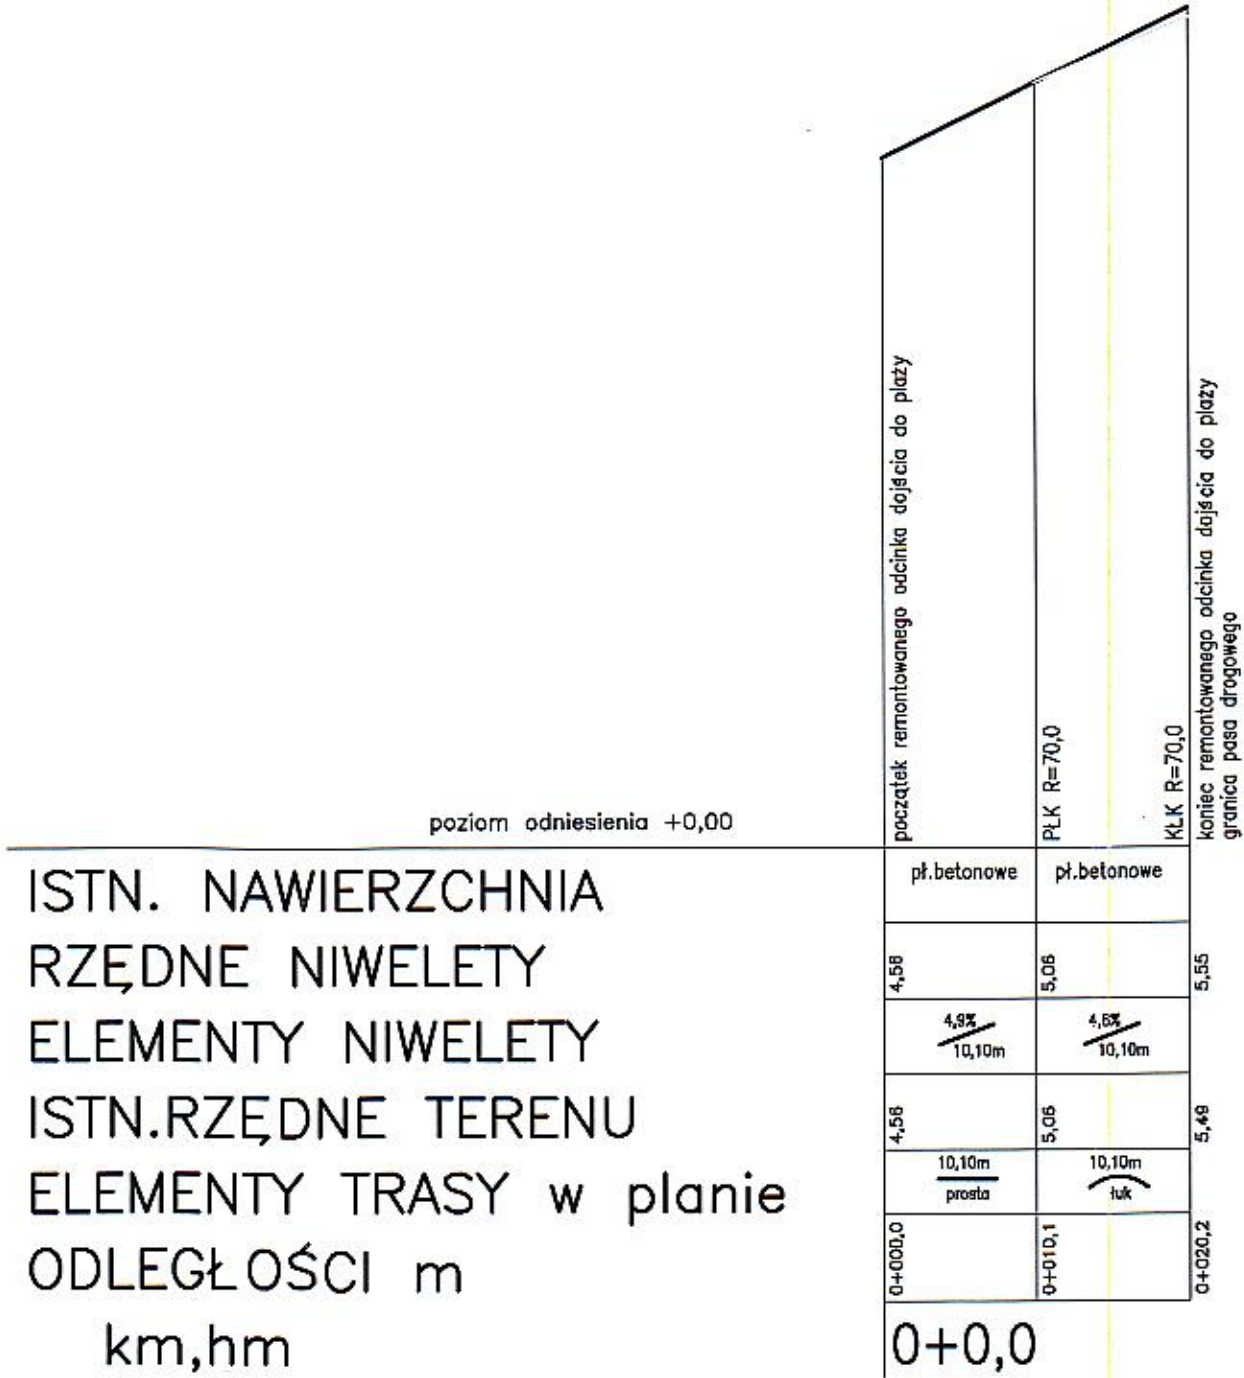 początek remontowanego odcinka dojścia do plaży
PŁK R=70,0
KŁK R=70,0
koniec remontowanego odcinka dojścia do plaży
granica pasa drogowego
poziom odniesienia +0,00
ISTN. NAWIERZCHNIA pł.betonowe pł.betonowe
RZĘDNE NIWELETY 4,56 5,06 5,55
ELEMENTY NIWELETY 4,9% 10,10m 4,8% 10,10m
ISTN.RZĘDNE TERENU 4,56 5,06 5,49
ELEMENTY TRASY w planie 10,10m prosta 10,10m łuk
ODLEGŁOŚCI m 0+000,0 0+010,1 0+020,2
km,hm 0+0,0